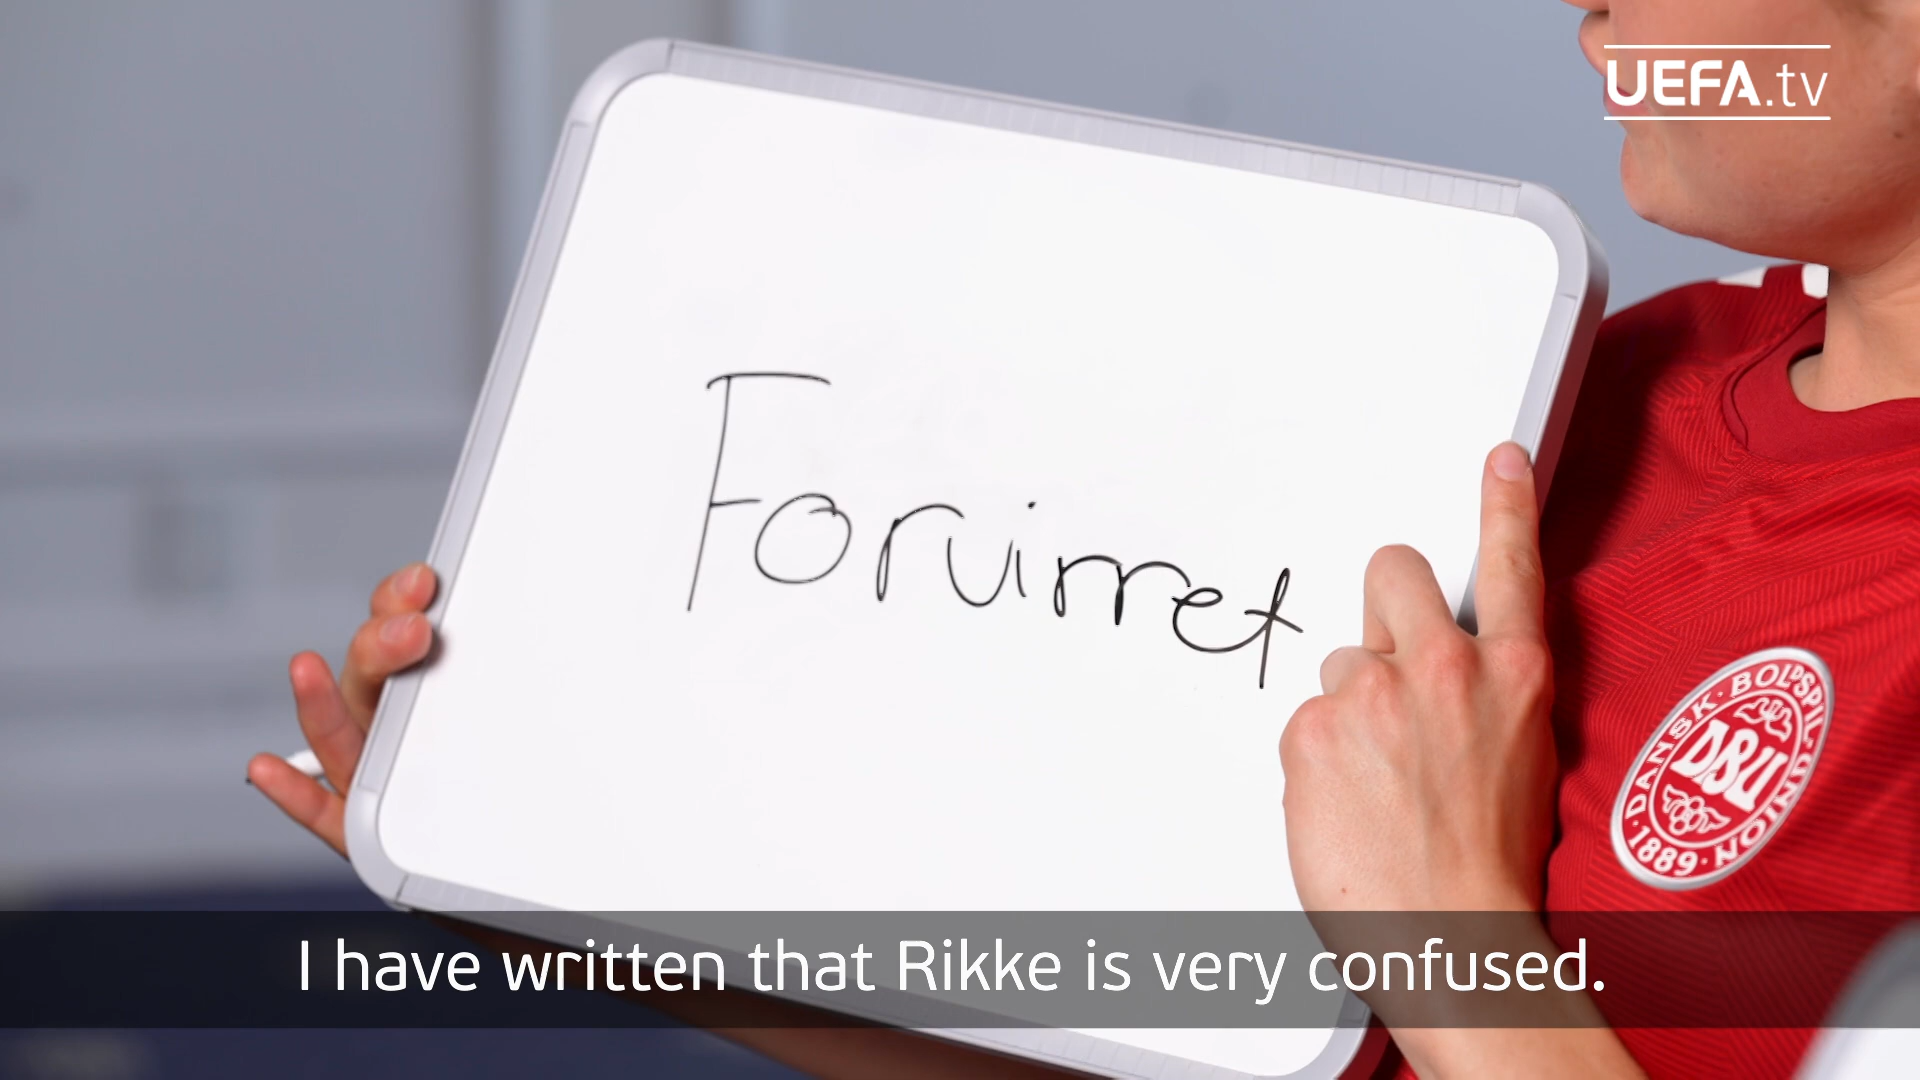 UEFA.tv
Forvirret
DANSK · BOLDSPIL-UNION
DBU
· 1889 ·
I have written that Rikke is very confused.